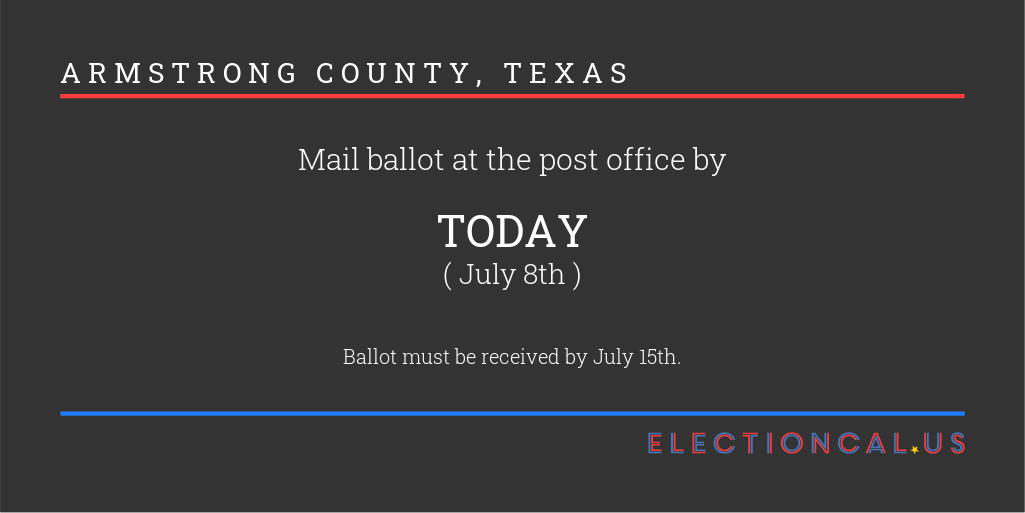 ARMSTRONG COUNTY, TEXAS
Mail ballot at the post office by
TODAY
( July 8th )
Ballot must be received by July 15th.
ELECTIONCAL.US